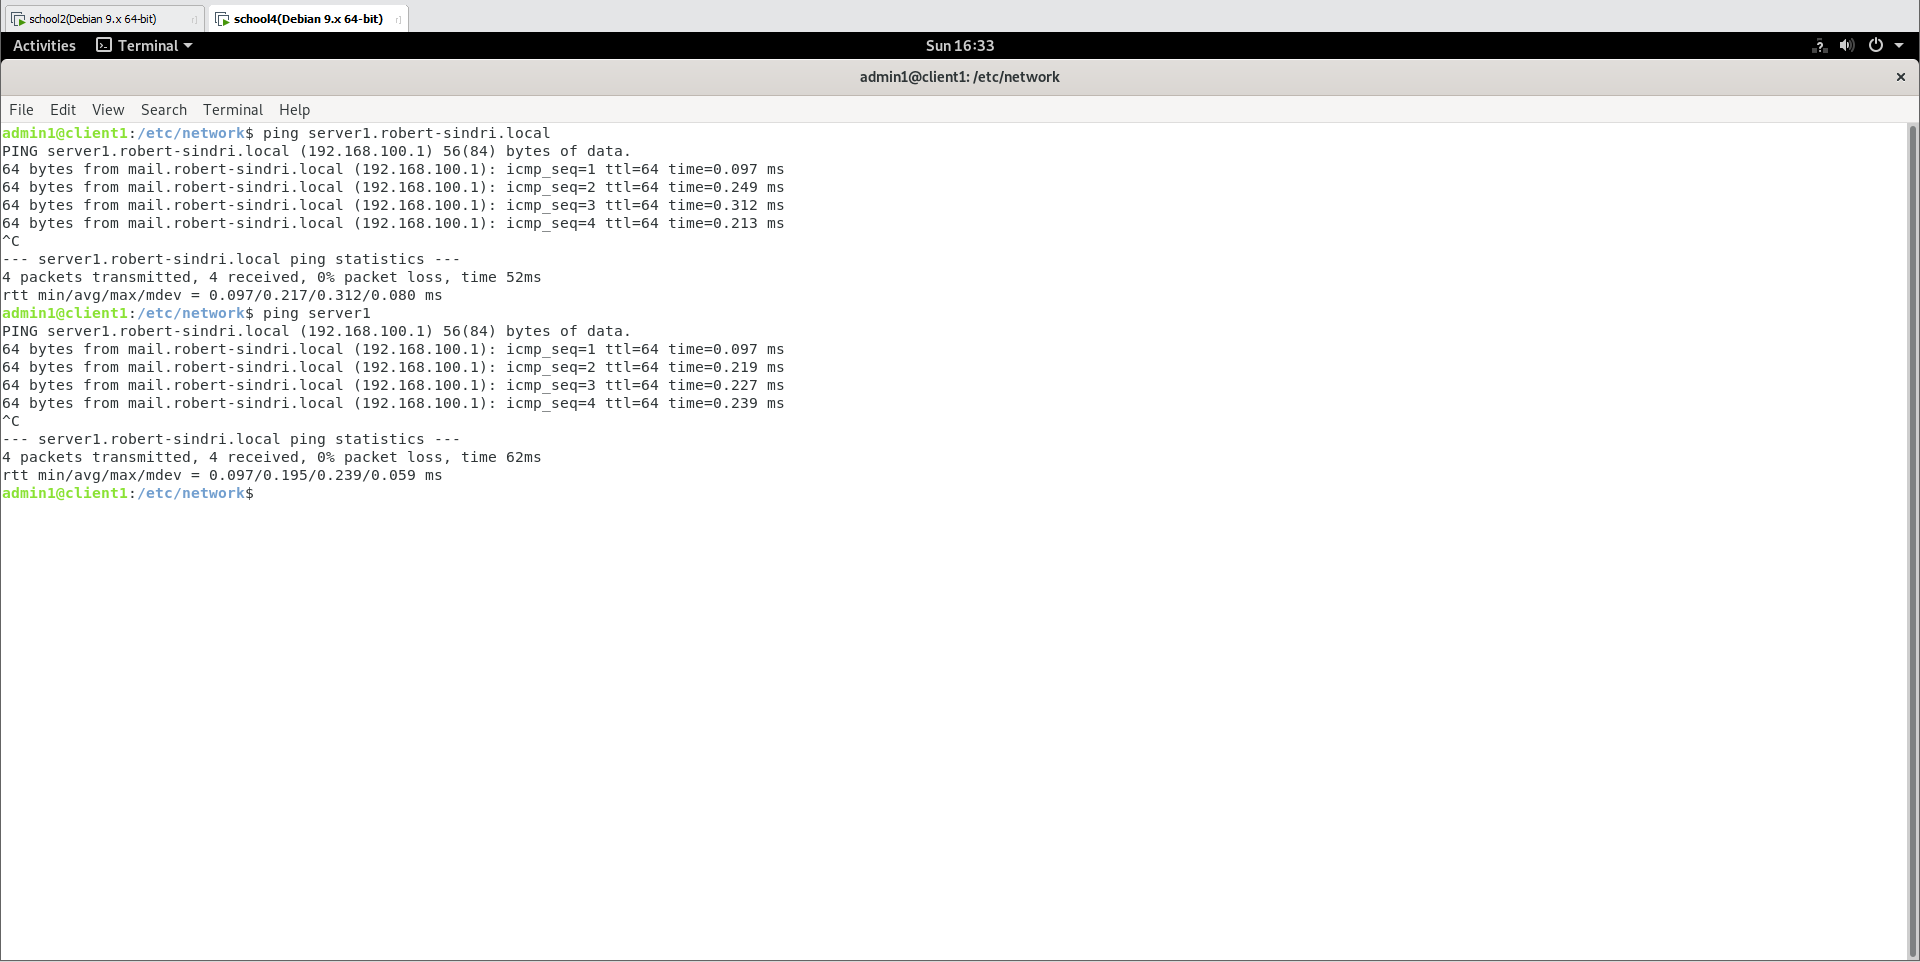 school2(Debian 9.x 64-bit)
school4(Debian 9.x 64-bit)
Activities
Terminal
Sun 16:33
admin1@client1: /etc/network
File Edit View Search Terminal Help
admin1@client1:/etc/network$ ping server1.robert-sindri.local
PING server1.robert-sindri.local (192.168.100.1) 56(84) bytes of data.
64 bytes from mail.robert-sindri.local (192.168.100.1): icmp_seq=1 ttl=64 time=0.097 ms
64 bytes from mail.robert-sindri.local (192.168.100.1): icmp_seq=2 ttl=64 time=0.249 ms
64 bytes from mail.robert-sindri.local (192.168.100.1): icmp_seq=3 ttl=64 time=0.312 ms
64 bytes from mail.robert-sindri.local (192.168.100.1): icmp_seq=4 ttl=64 time=0.213 ms
^C
--- server1.robert-sindri.local ping statistics ---
4 packets transmitted, 4 received, 0% packet loss, time 52ms
rtt min/avg/max/mdev = 0.097/0.217/0.312/0.080 ms
admin1@client1:/etc/network$ ping server1
PING server1.robert-sindri.local (192.168.100.1) 56(84) bytes of data.
64 bytes from mail.robert-sindri.local (192.168.100.1): icmp_seq=1 ttl=64 time=0.097 ms
64 bytes from mail.robert-sindri.local (192.168.100.1): icmp_seq=2 ttl=64 time=0.219 ms
64 bytes from mail.robert-sindri.local (192.168.100.1): icmp_seq=3 ttl=64 time=0.227 ms
64 bytes from mail.robert-sindri.local (192.168.100.1): icmp_seq=4 ttl=64 time=0.239 ms
^C
--- server1.robert-sindri.local ping statistics ---
4 packets transmitted, 4 received, 0% packet loss, time 62ms
rtt min/avg/max/mdev = 0.097/0.195/0.239/0.059 ms
admin1@client1:/etc/network$